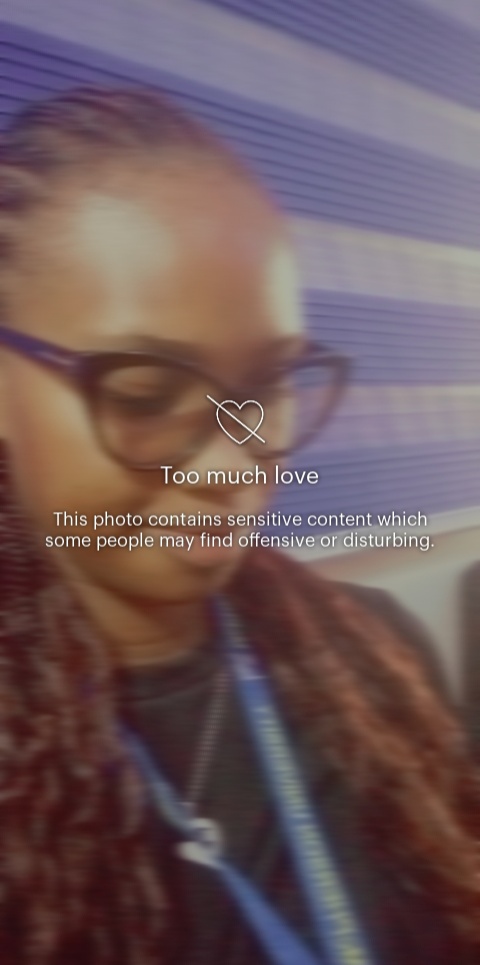 Too much love
This photo contains sensitive content which
some people may find offensive or disturbing.